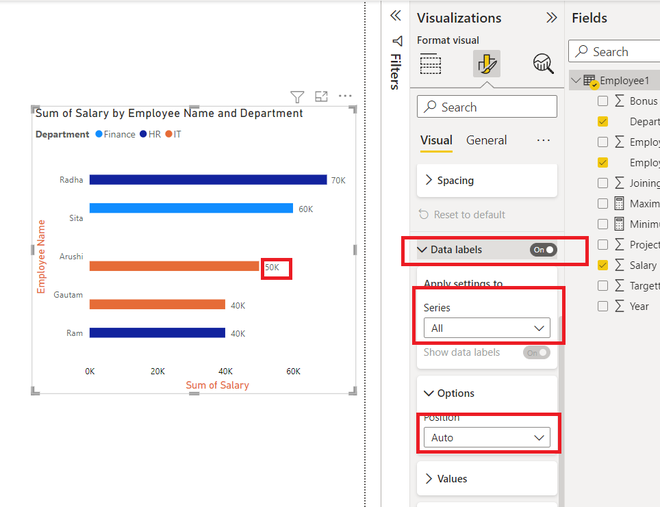 Sum of Salary by Employee Name and Department
Department Finance HR IT
Employee Name
Radha 70K
Sita 60K
Arushi 50K
Gautam 40K
Ram 40K
0K 20K 40K 60K
Sum of Salary
Filters
Visualizations
Format visual
Search
Visual General
Spacing
Reset to default
Data labels On
Apply settings to
Series
All
Show data labels On
Options
Position
Auto
Values
Fields
Search
Employee1
Bonus
Depart
Employ
Employ
Joining
Maxim
Minim
Project
Salary
Targett
Year